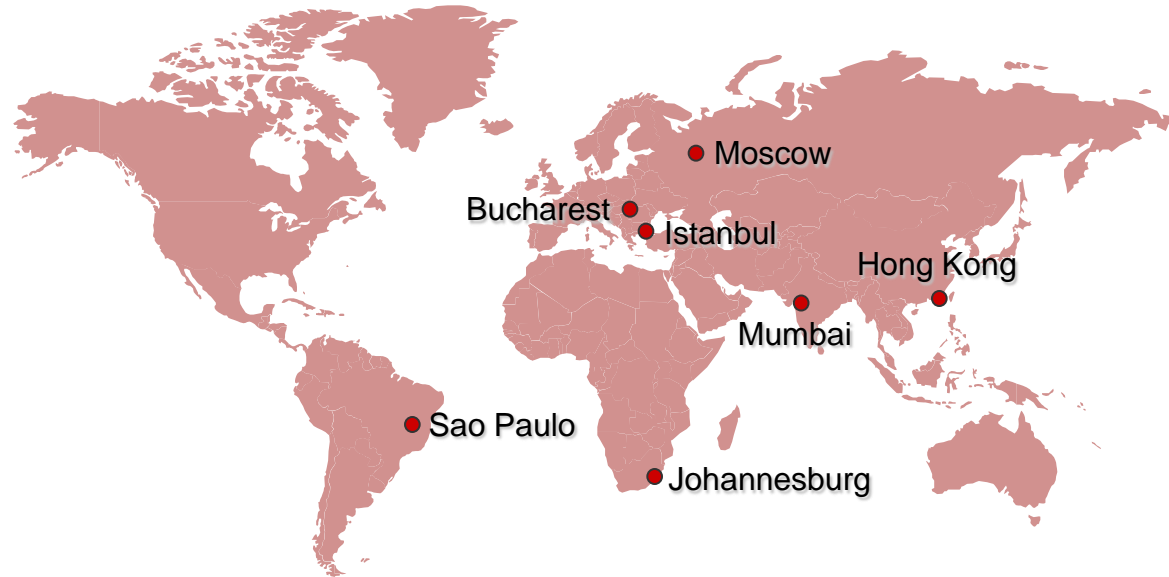 Moscow
Bucharest
Istanbul
Hong Kong
Mumbai
Sao Paulo
Johannesburg